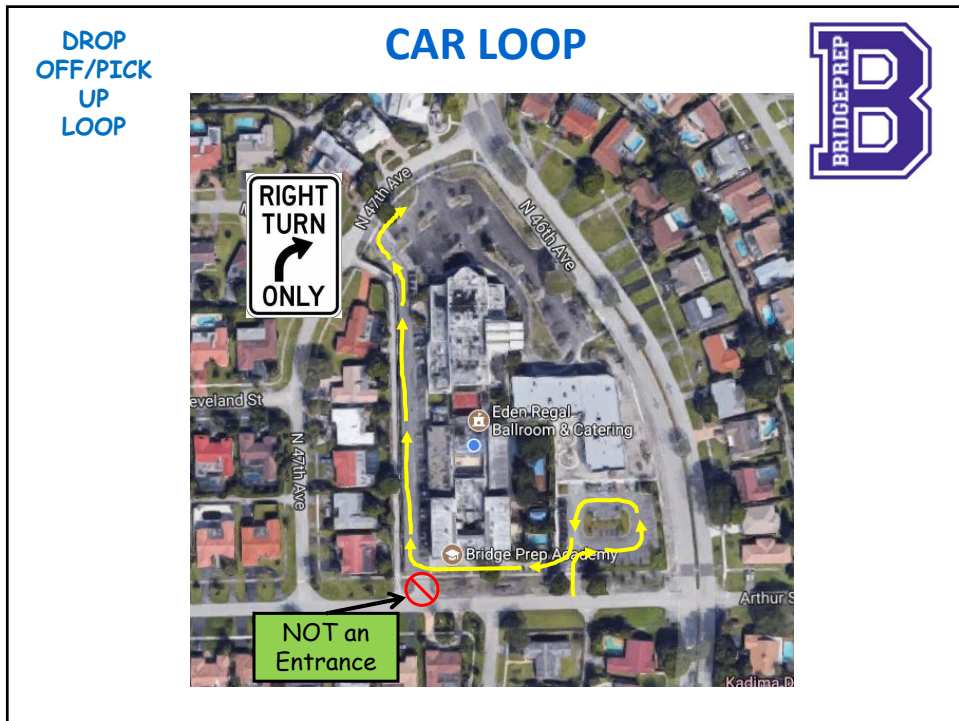 DROP
OFF/PICK
UP
LOOP
CAR LOOP
BRIDGEPREP
B
RIGHT
TURN
ONLY
N 47th Ave
N 46th Ave
eveland St
N 47th Ave
Eden Regal
Ballroom & Catering
Bridge Prep Academy
Arthur S
NOT an
Entrance
Kadima D